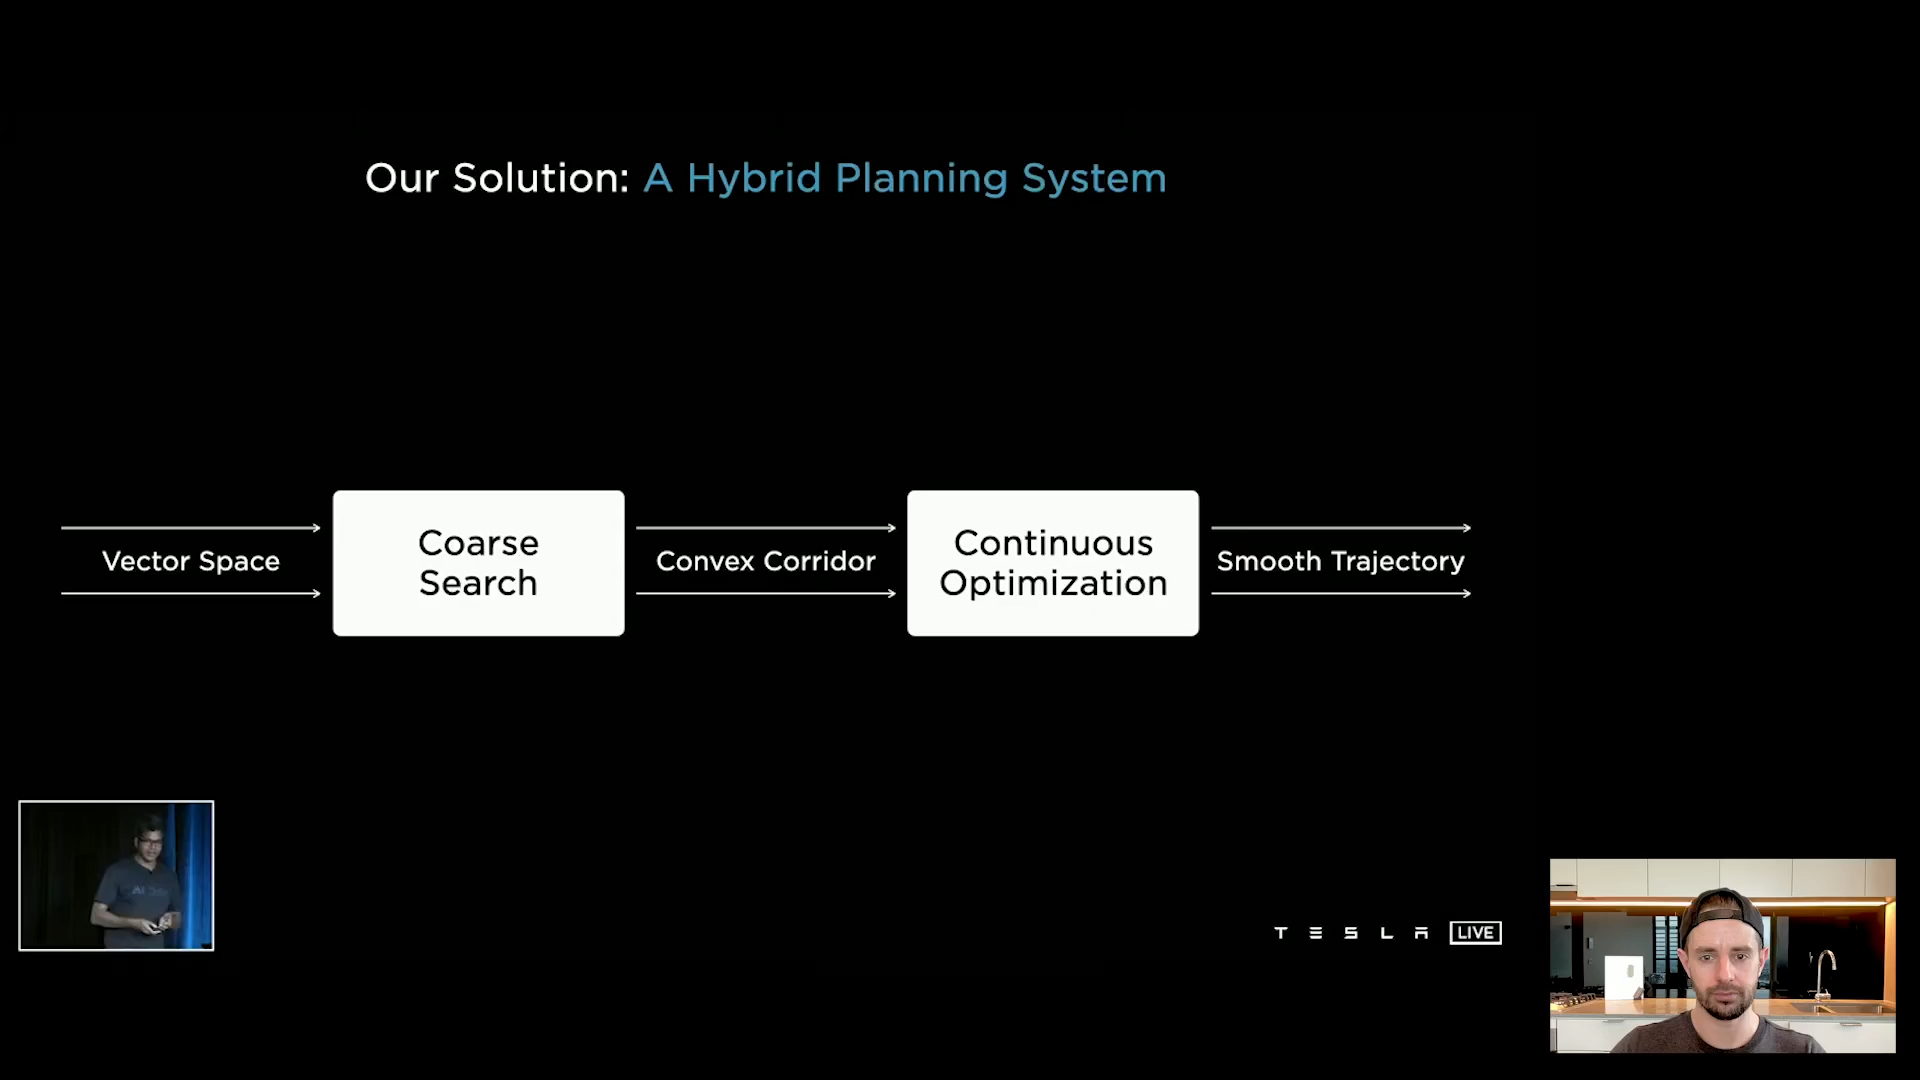 Our Solution: A Hybrid Planning System
Vector Space
Coarse
Search
Convex Corridor
Continuous
Optimization
Smooth Trajectory
TESLA LIVE